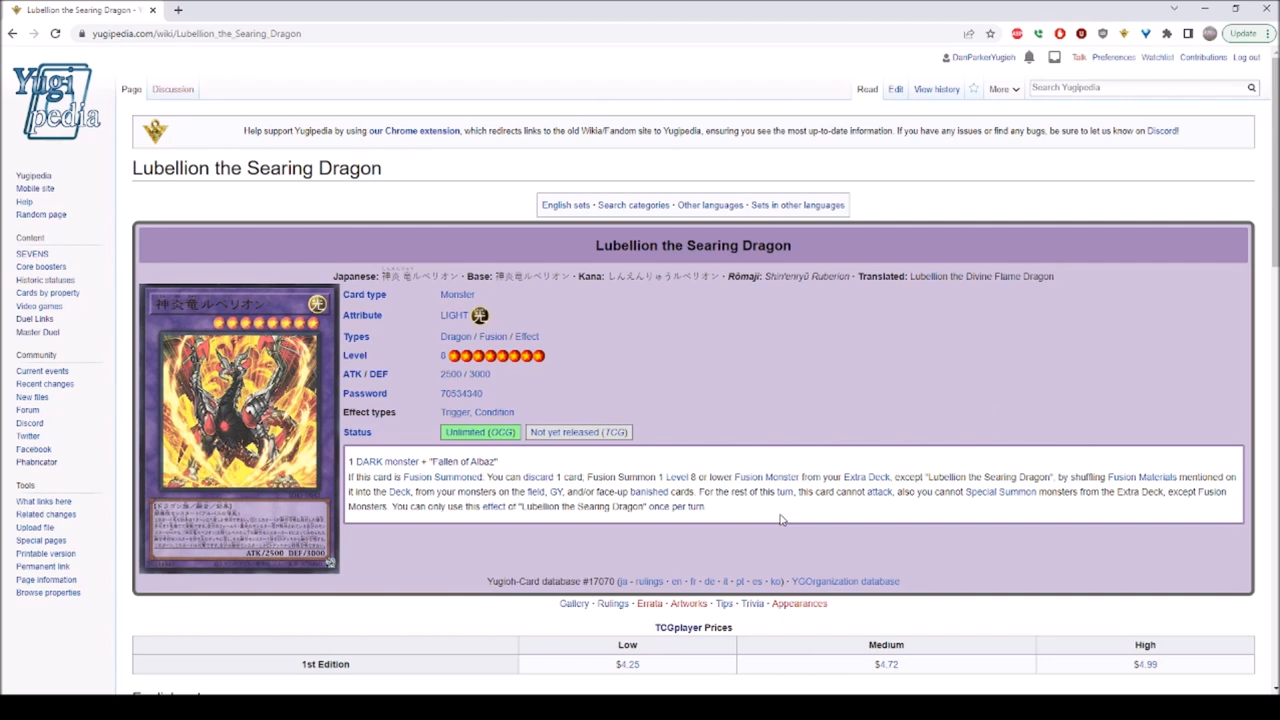 Lubellion the Searing Dragon
yugipedia.com/wiki/Lubellion_the_Searing_Dragon
Update
DanParkerYugieh Talk Preferences Watchlist Contributions Log out
Yugi
pedia
Page Discussion Read Edit View history More Search Yugipedia
Help support Yugipedia by using our Chrome extension, which redirects links to the old Wikia/Fandom site to Yugipedia, ensuring you see the most up-to-date information. If you have any issues or find any bugs, be sure to let us know on Discord!
Lubellion the Searing Dragon
Yugipedia
Mobile site
Help
Random page
Content
SEVENS
Core boosters
Historic statuses
Cards by property
Video games
Duel Links
Master Duel
Community
Current events
Recent changes
New files
Forum
Discord
Twitter
Facebook
Phabricator
Tools
What links here
Related changes
Upload file
Special pages
Printable version
Permanent link
Page information
Browse properties
English sets · Search categories · Other languages · Sets in other languages
Lubellion the Searing Dragon
Japanese: 神炎竜ルベリオン · Base: 神炎竜ルベリオン · Kana: しんえんりゅうルベリオン · Rōmaji: Shin'enryū Ruberion · Translated: Lubellion the Divine Flame Dragon
神炎竜ルベリオン
光
ATK/2500 DEF/3000
Card type Monster
Attribute LIGHT 光
Types Dragon / Fusion / Effect
Level 8
ATK / DEF 2500 / 3000
Password 70534340
Effect types Trigger, Condition
Status Unlimited (OCG) Not yet released (TCG)
1 DARK monster + "Fallen of Albaz"
If this card is Fusion Summoned: You can discard 1 card; Fusion Summon 1 Level 8 or lower Fusion Monster from your Extra Deck, except "Lubellion the Searing Dragon", by shuffling Fusion Materials mentioned on
it into the Deck, from your monsters on the field, GY, and/or face-up banished cards. For the rest of this turn, this card cannot attack, also you cannot Special Summon monsters from the Extra Deck, except Fusion
Monsters. You can only use this effect of "Lubellion the Searing Dragon" once per turn.
Yugioh-Card database #17070 (ja - rulings - en - fr - de - it - pt - es - ko) · YGOrganization database
Gallery · Rulings · Errata · Artworks · Tips · Trivia · Appearances
TCGplayer Prices
Low Medium High
1st Edition $4.25 $4.72 $4.99